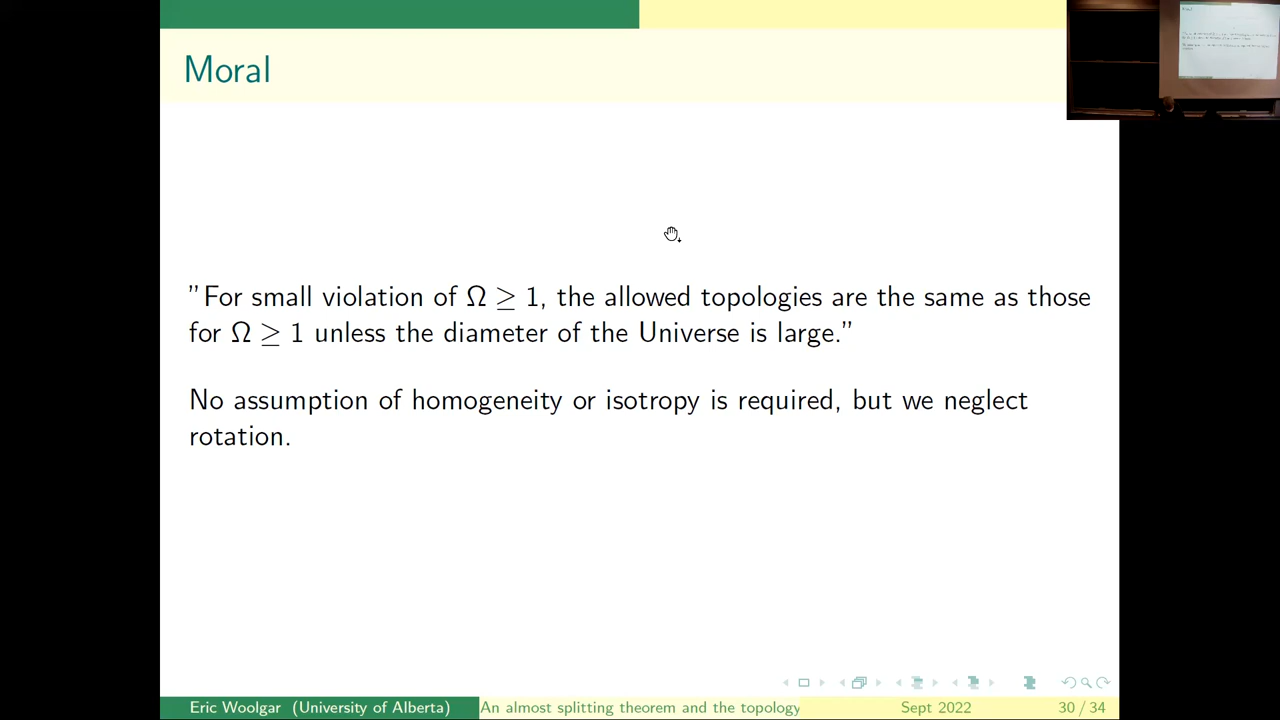 Moral
”For small violation of Ω ≥ 1, the allowed topologies are the same as those
for Ω ≥ 1 unless the diameter of the Universe is large.”
No assumption of homogeneity or isotropy is required, but we neglect
rotation.
Eric Woolgar (University of Alberta) An almost splitting theorem and the topology Sept 2022 30 / 34